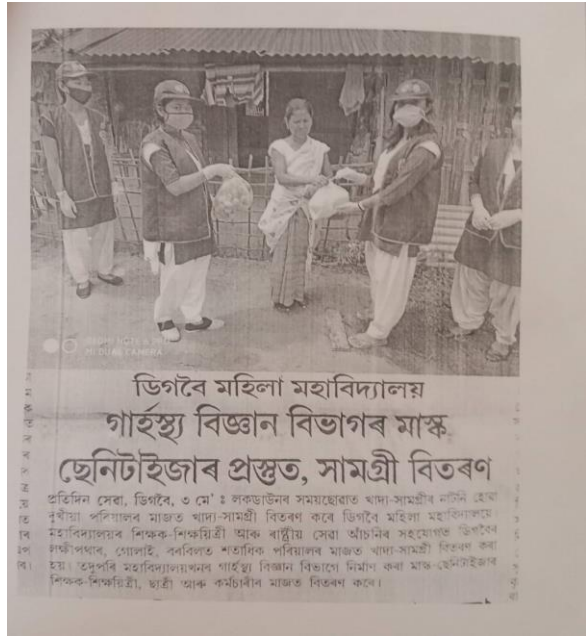 ডিগবৈ মহিলা মহাবিদ্যালয়
গাৰ্হস্থ্য বিজ্ঞান বিভাগৰ মাস্ক
ছেনিটাইজাৰ প্ৰস্তুত, সামগ্ৰী বিতৰণ
প্ৰতিদিন সেৱা, ডিগবৈ, ৩ মে' ঃ লকডাউনৰ সময়ছোৱাত খাদ্য-সামগ্ৰীৰ নাটনি হোৱা
দুখীয়া পৰিয়ালৰ মাজত খাদ্য-সামগ্ৰী বিতৰণ কৰে ডিগবৈ মহিলা মহাবিদ্যালয়ে।
মহাবিদ্যালয়ৰ শিক্ষক-শিক্ষয়িত্ৰী আৰু ৰাষ্ট্ৰীয় সেৱা আঁচনিৰ সহযোগত ডিগবৈৰ
লক্ষীপথাৰ, গোলাই, বৰবিলত শতাধিক পৰিয়ালৰ মাজত খাদ্য-সামগ্ৰী বিতৰণ কৰা
হয়। তদুপৰি মহাবিদ্যালয়খনৰ গাৰ্হস্থ্য বিজ্ঞান বিভাগে নিৰ্মাণ কৰা মাস্ক-ছেনিটাইজাৰ
শিক্ষক-শিক্ষয়িত্ৰী, ছাত্ৰী আৰু কৰ্মচাৰীৰ মাজত বিতৰণ কৰে।
DUAL CAMERA